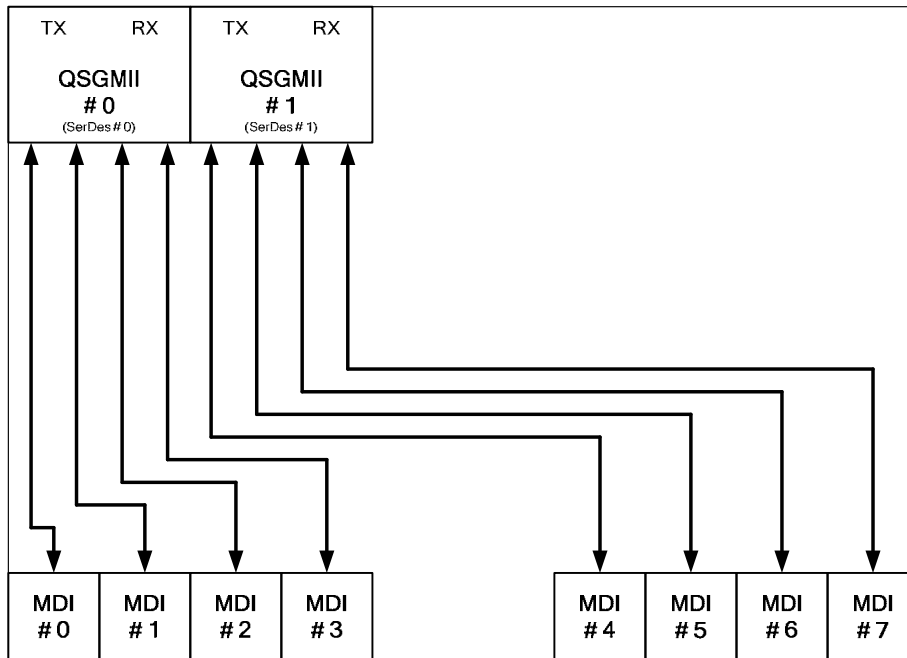 TX RX TX RX
QSGMII QSGMII
# 0 # 1
(SerDes # 0) (SerDes # 1)
MDI MDI MDI MDI MDI MDI MDI MDI
# 0 # 1 # 2 # 3 # 4 # 5 # 6 # 7